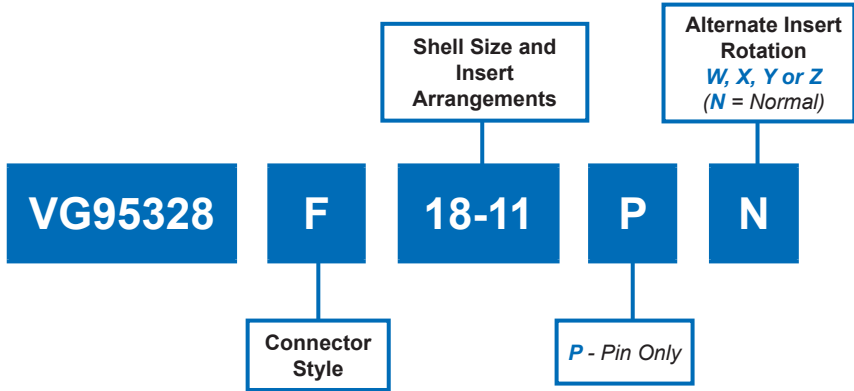 Shell Size and
Insert
Arrangements
Alternate Insert
Rotation
W, X, Y or Z
(N = Normal)
VG95328 F 18-11 P N
Connector
Style
P - Pin Only